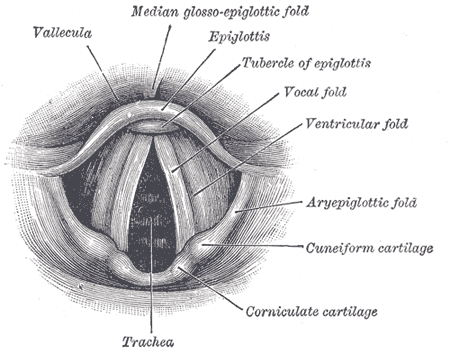 Median glosso-epiglottic fold
Vallecula
Epiglottis
Tubercle of epiglottis
Vocal fold
Ventricular fold
Aryepiglottic fold
Cuneiform cartilage
Corniculate cartilage
Trachea